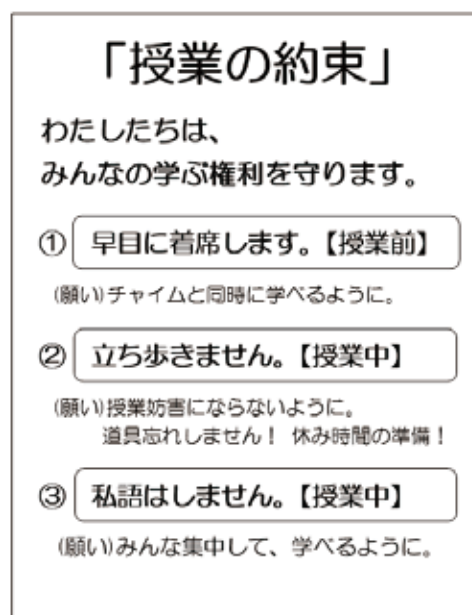 「授業の約束」
わたしたちは、
みんなの学ぶ権利を守ります。
① 早目に着席します。【授業前】
(願い)チャイムと同時に学べるように。
② 立ち歩きません。【授業中】
(願い)授業妨害にならないように。
道具忘れしません！ 休み時間の準備！
③ 私語はしません。【授業中】
(願い)みんな集中して、学べるように。